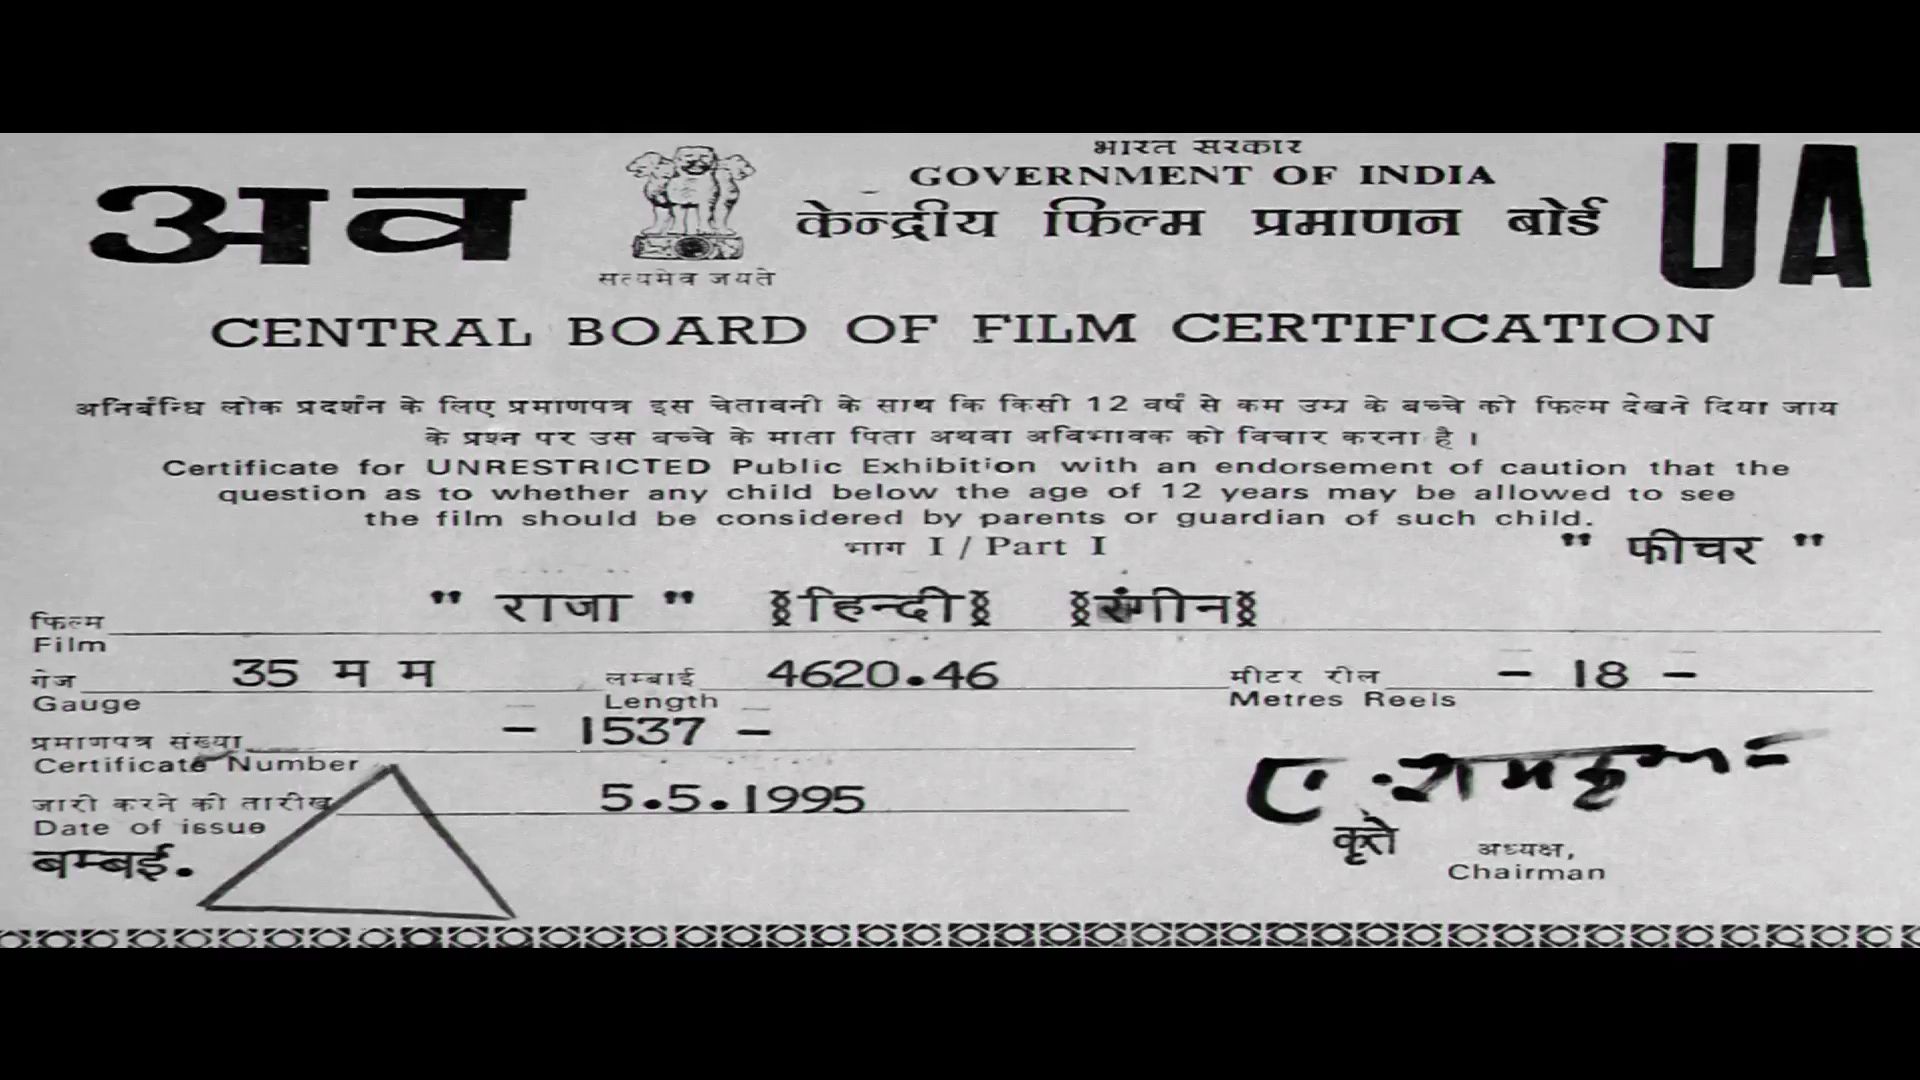 भारत सरकार
GOVERNMENT OF INDIA
अव
केन्द्रीय फिल्म प्रमाणन बोर्ड
UA
सत्यमेव जयते
CENTRAL BOARD OF FILM CERTIFICATION
अनिबंन्धि लोक प्रदर्शन के लिए प्रमाणपत्र इस चेतावनी के साथ कि किसी 12 वर्ष से कम उम्र के बच्चे को फिल्म देखने दिया जाय
के प्रश्न पर उस बच्चे के माता पिता अथवा अविभावक को विचार करना है ।
Certificate for UNRESTRICTED Public Exhibition with an endorsement of caution that the
question as to whether any child below the age of 12 years may be allowed to see
the film should be considered by parents or guardian of such child.
भाग I / Part I
" फीचर "
फिल्म " राजा " हिन्दी रंगीन
Film
गेज 35 म म लम्बाई 4620.46 मीटर रील - 18 -
Gauge Length Metres Reels
प्रमाणपत्र संख्या - 1537 -
Certificate Number
जारी करने की तारीख 5.5.1995
Date of issue
बम्बई.
कृते अध्यक्ष,
Chairman